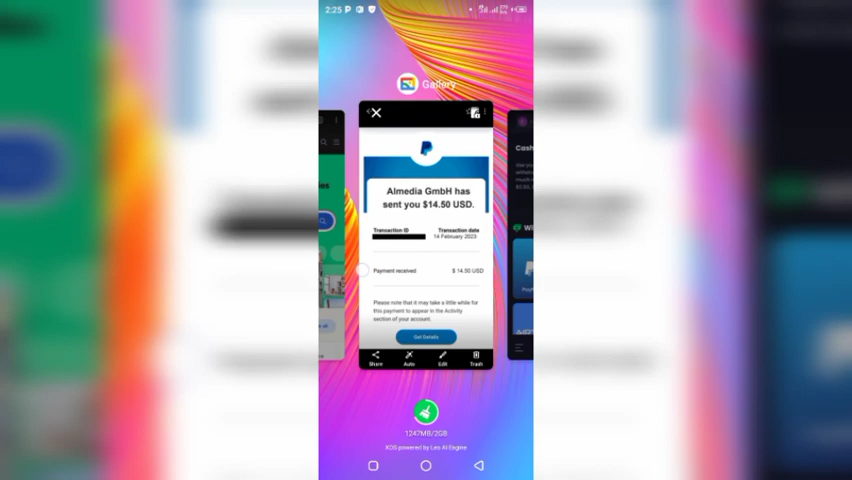 2:25
Gallery
Almedia GmbH has
sent you $14.50 USD.
Transaction ID
Transaction date
14 February 2023
Payment received
$ 14.50 USD
Please note that it may take a little while for
this payment to appear in the Activity
section of your account.
Get Details
Share
Auto
Edit
Trash
Cash
1247MB/2GB
XOS powered by Leo AI Engine